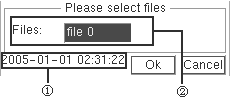 Please select files
Files: file 0
2005-01-01 02:31:22 Ok Cancel
① ②